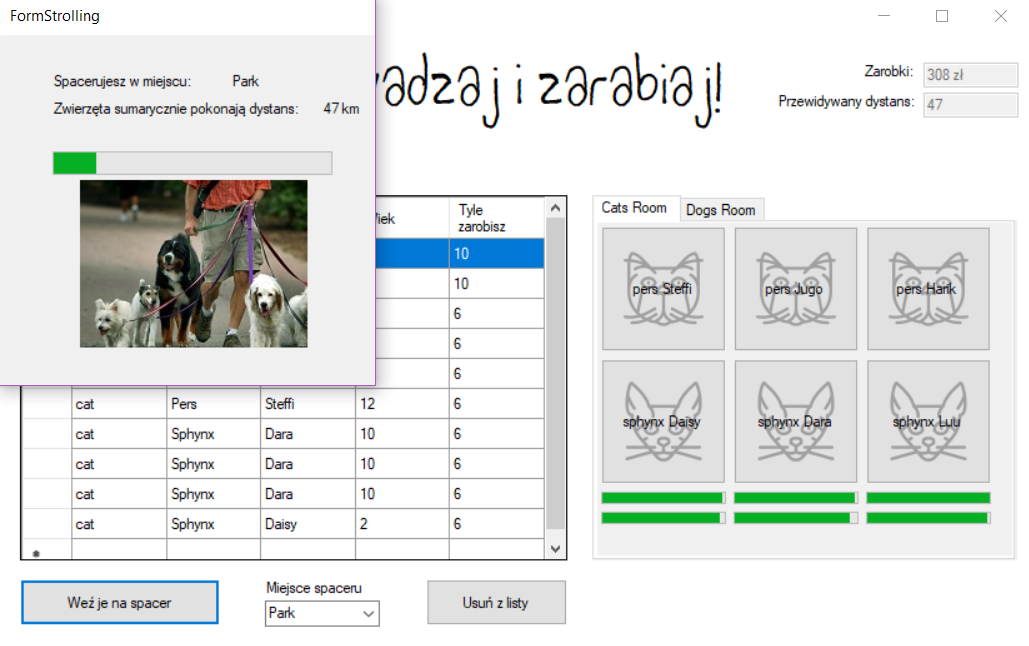 FormStrolling
Spacerujesz w miejscu: Park
Zwierzęta sumarycznie pokonają dystans: 47 km
i zarabiaj!
Zarobki: 308 zł
Przewidywany dystans: 47
Tyle zarobisz
10
10
6
6
6
cat Pers Steffi 12 6
cat Sphynx Dara 10 6
cat Sphynx Dara 10 6
cat Sphynx Dara 10 6
cat Sphynx Daisy 2 6
Cats Room Dogs Room
pers Steffi pers Jugo pers Harik
sphynx Daisy sphynx Dara sphynx Luu
Weź je na spacer
Miejsce spaceru
Park
Usuń z listy